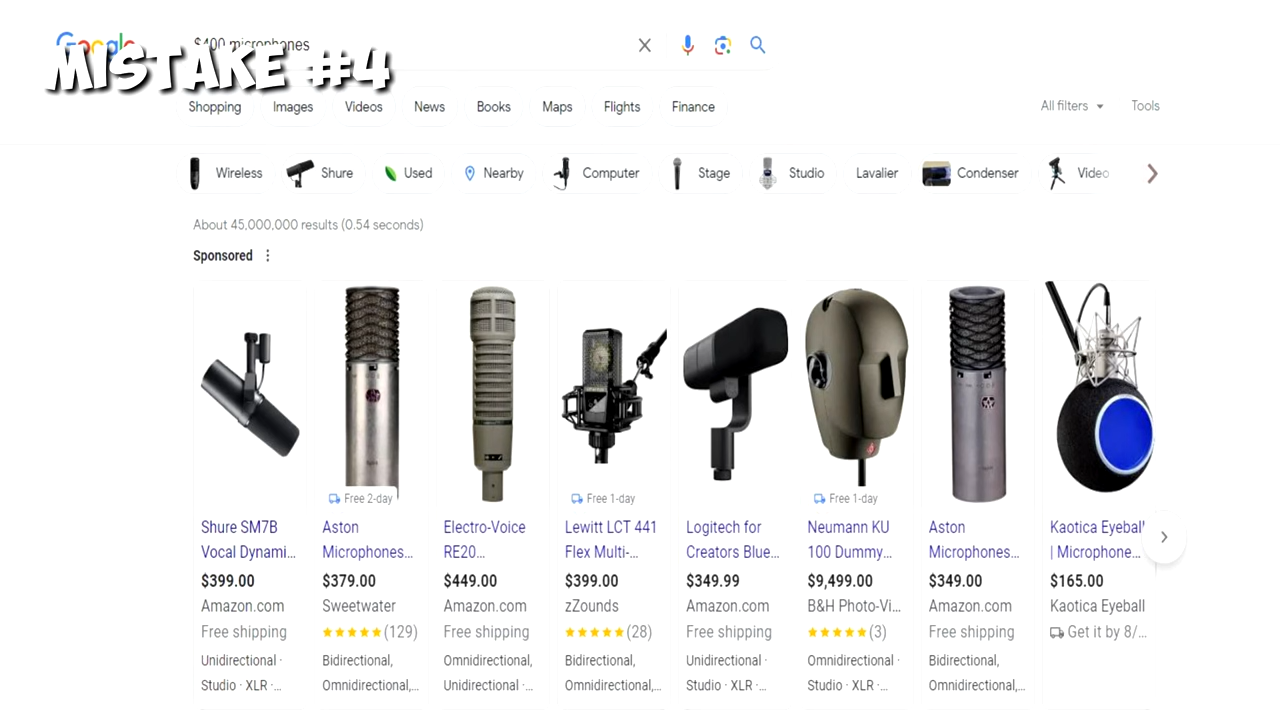 Google
$400 microphones
MISTAKE #4
Shopping Images Videos News Books Maps Flights Finance All filters Tools
Wireless Shure Used Nearby Computer Stage Studio Lavalier Condenser Video
About 45,000,000 results (0.54 seconds)
Sponsored
Free 2-day Free 1-day Free 1-day
Shure SM7B Aston Electro-Voice Lewitt LCT 441 Logitech for Neumann KU Aston Kaotica Eyeball
Vocal Dynami... Microphones... RE20... Flex Multi-... Creators Blue... 100 Dummy... Microphones... | Microphone...
$399.00 $379.00 $449.00 $399.00 $349.99 $9,499.00 $349.00 $165.00
Amazon.com Sweetwater Amazon.com zZounds Amazon.com B&H Photo-Vi... Amazon.com Kaotica Eyeball
Free shipping (129) Free shipping (28) Free shipping (3) Free shipping Get it by 8/...
Unidirectional · Bidirectional, Omnidirectional, Bidirectional, Unidirectional · Omnidirectional · Bidirectional,
Studio · XLR ·... Omnidirectional,... Unidirectional ·... Omnidirectional,... Studio · XLR ·... Studio · XLR ·... Omnidirectional,...